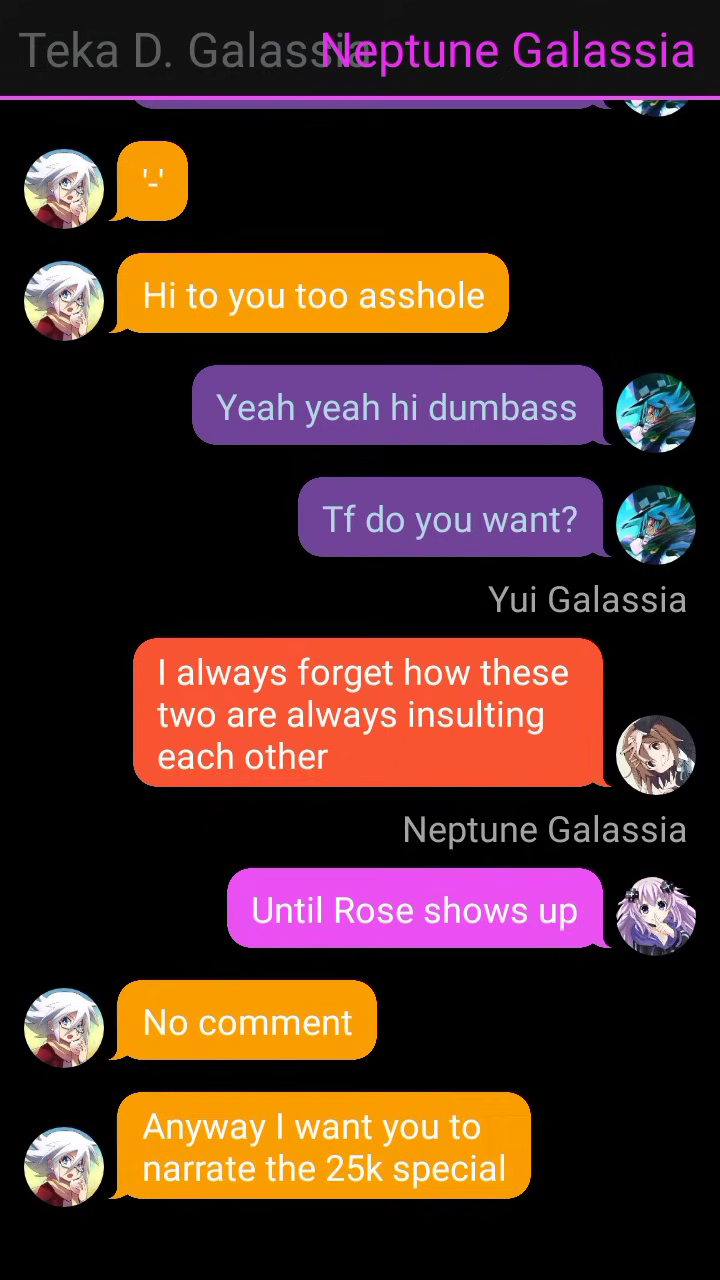 Teka D. Galassia
Neptune Galassia
'-'
Hi to you too asshole
Yeah yeah hi dumbass
Tf do you want?
Yui Galassia
I always forget how these
two are always insulting
each other
Neptune Galassia
Until Rose shows up
No comment
Anyway I want you to
narrate the 25k special